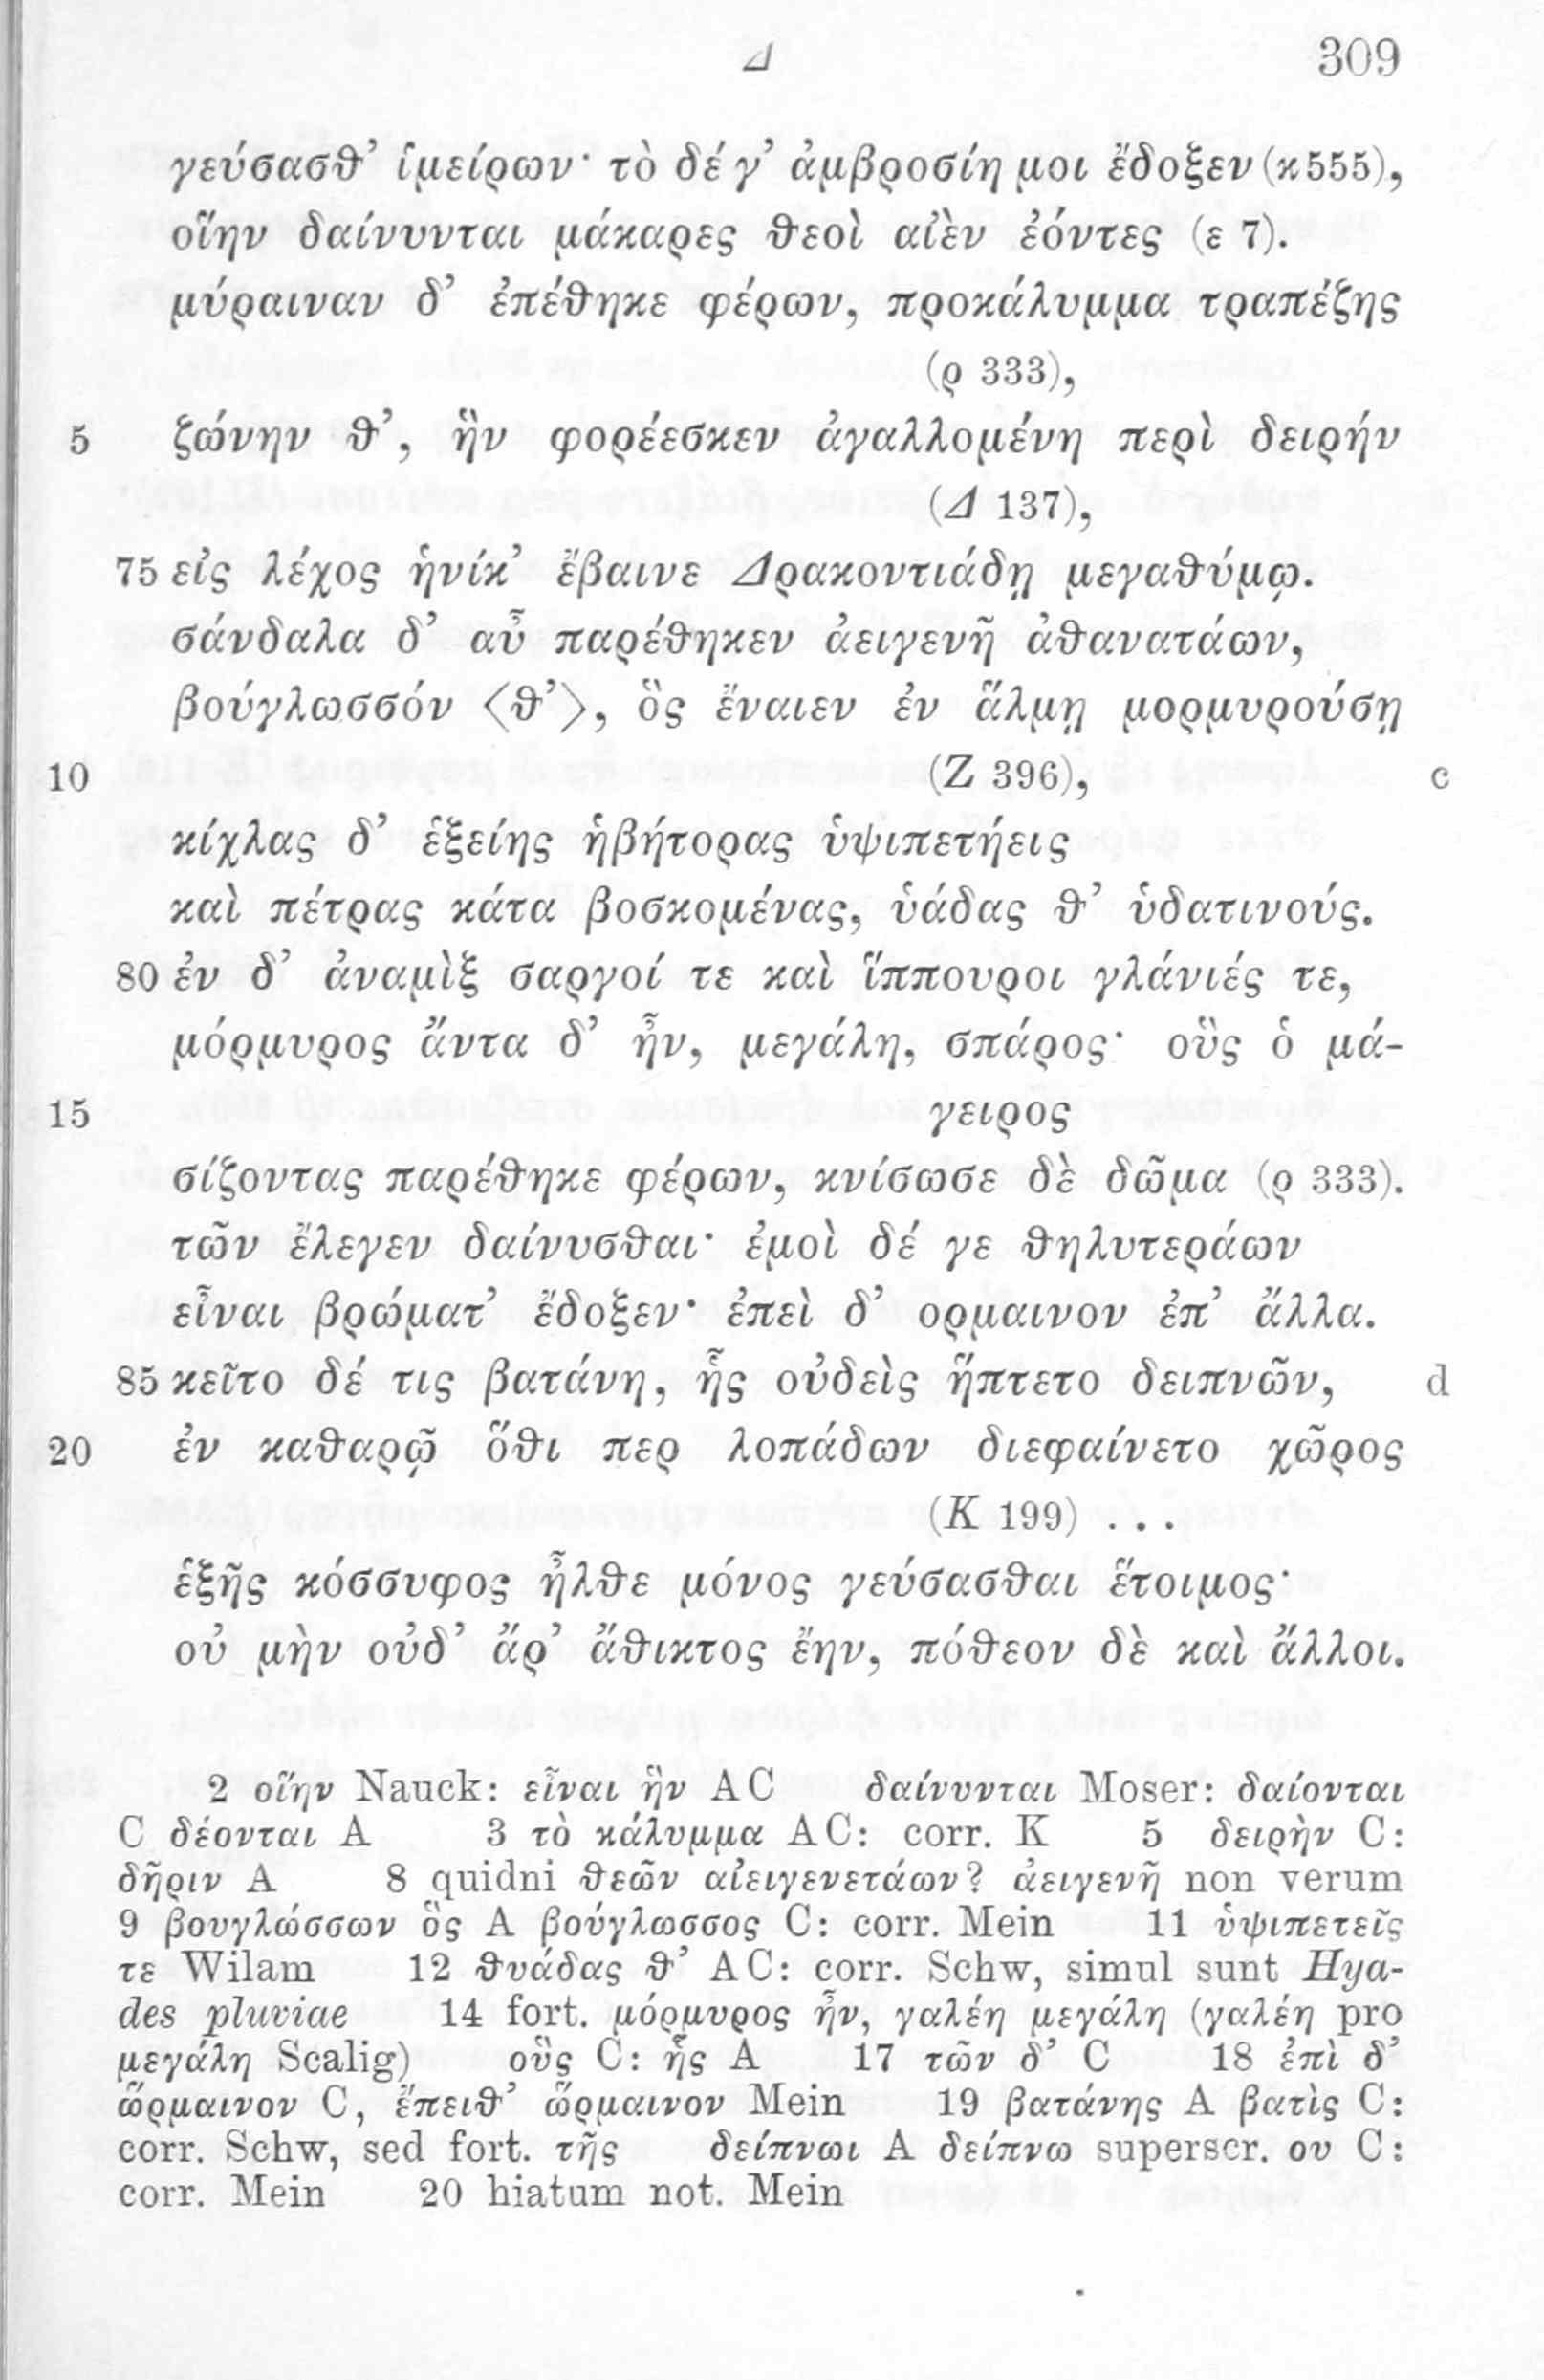 Δ 309
γεύσασθ’ ἱμείρων· τὸ δέ γ’ ἀμβροσίη μοι ἔδοξεν (κ 555),
οἵην δαίνυνται μάκαρες θεοὶ αἰὲν ἐόντες (ε 7).
μύραιναν δ’ ἐπέθηκε φέρων, προκάλυμμα τραπέζης
(ρ 333),
5 ζώνην θ’, ἣν φορέεσκεν ἀγαλλομένη περὶ δειρήν
(Δ 137),
75 εἰς λέχος ἡνίκ’ ἔβαινε Δρακοντιάδῃ μεγαθύμῳ.
σάνδαλα δ’ αὖ παρέθηκεν ἀειγενῆ ἀθανατάων,
βούγλωσσόν <θ’>, ὃς ἔναιεν ἐν ἅλμῃ μορμυρούσῃ
10 (Ζ 396), c
κίχλας δ’ ἑξείης ἡβήτορας ὑψιπετήεις
καὶ πέτρας κάτα βοσκομένας, ὑάδας θ’ ὑδατινούς.
80 ἐν δ’ ἀναμὶξ σαργοί τε καὶ ἵππουροι γλάνιές τε,
μόρμυρος ἄντα δ’ ἦν, μεγάλη, σπάρος· οὓς ὁ μά-
15 γειρος
σίζοντας παρέθηκε φέρων, κνίσωσε δὲ δῶμα (ρ 333).
τῶν ἔλεγεν δαίνυσθαι· ἐμοὶ δέ γε θηλυτεράων
εἶναι βρώματ’ ἔδοξεν· ἐπεὶ δ’ ορμαινον ἐπ’ ἄλλα.
85 κεῖτο δέ τις βατάνη, ἧς οὐδεὶς ἥπτετο δειπνῶν, d
20 ἐν καθαρῷ ὅθι περ λοπάδων διεφαίνετο χῶρος
(Κ 199) ...
ἑξῆς κόσσυφος ἦλθε μόνος γεύσασθαι ἕτοιμος·
οὐ μὴν οὐδ’ ἄρ’ ἄθικτος ἔην, πόθεον δὲ καὶ ἄλλοι.
2 οἵην Nauck: εἶναι ἣν AC δαίνυνται Moser: δαίονται
C δέονται A 3 τὸ κάλυμμα AC: corr. K 5 δειρὴν C:
δῆριν A 8 quidni θεῶν αἰειγενετάων? ἀειγενῆ non verum
9 βουγλώσσων ὃς A βούγλωσσος C: corr. Mein 11 ὑψιπετεῖς
τε Wilam 12 θυάδας θ’ AC: corr. Schw, simul sunt Hya-
des pluviae 14 fort. μόρμυρος ἦν, γαλέη μεγάλη (γαλέη pro
μεγάλη Scalig) οὓς C: ἧς A 17 τῶν δ’ C 18 ἐπὶ δ’
ὥρμαινον C, ἔπειθ’ ὥρμαινον Mein 19 βατάνης A βατὶς C:
corr. Schw, sed fort. τῆς δείπνωι A δείπνω superscr. ου C:
corr. Mein 20 hiatum not. Mein